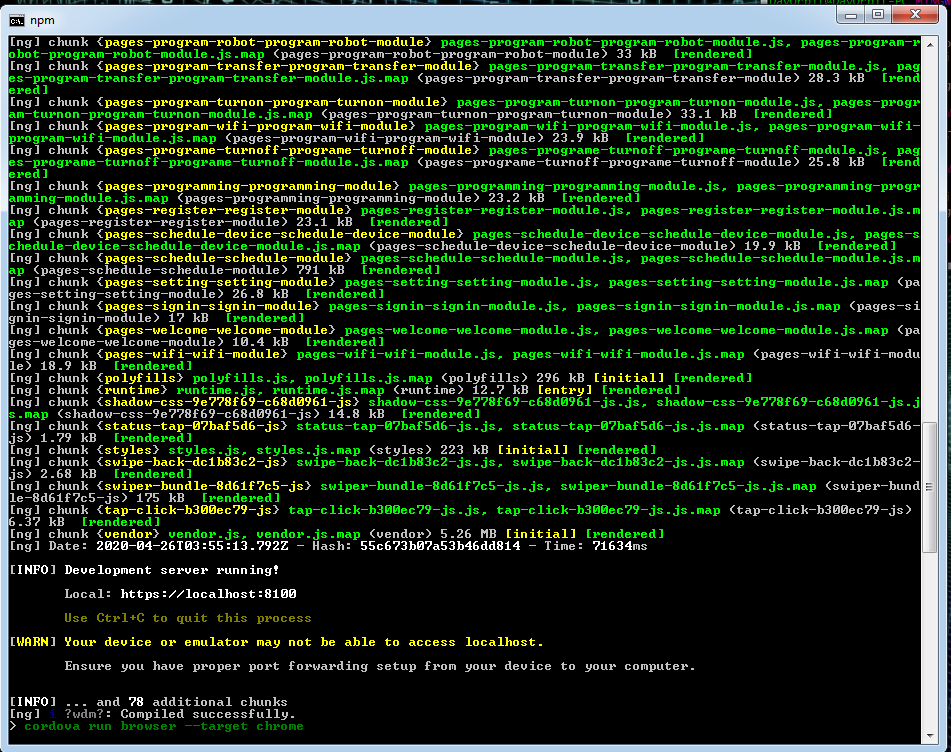 npm
[ng] chunk {pages-program-robot-program-robot-module} pages-program-robot-program-robot-module.js, pages-program-r
obot-program-robot-module.js.map (pages-program-robot-program-robot-module) 33 kB  [rendered]
[ng] chunk {pages-program-transfer-program-transfer-module} pages-program-transfer-program-transfer-module.js, pag
es-program-transfer-program-transfer-module.js.map (pages-program-transfer-program-transfer-module) 28.3 kB  [rend
ered]
[ng] chunk {pages-program-turnon-program-turnon-module} pages-program-turnon-program-turnon-module.js, pages-progr
am-turnon-program-turnon-module.js.map (pages-program-turnon-program-turnon-module) 33.1 kB  [rendered]
[ng] chunk {pages-program-wifi-program-wifi-module} pages-program-wifi-program-wifi-module.js, pages-program-wifi-
program-wifi-module.js.map (pages-program-wifi-program-wifi-module) 23.9 kB  [rendered]
[ng] chunk {pages-programe-turnoff-programe-turnoff-module} pages-programe-turnoff-programe-turnoff-module.js, pag
es-programe-turnoff-programe-turnoff-module.js.map (pages-programe-turnoff-programe-turnoff-module) 25.8 kB  [rend
ered]
[ng] chunk {pages-programming-programming-module} pages-programming-programming-module.js, pages-programming-progr
amming-module.js.map (pages-programming-programming-module) 23.2 kB  [rendered]
[ng] chunk {pages-register-register-module} pages-register-register-module.js, pages-register-register-module.js.m
ap (pages-register-register-module) 23.1 kB  [rendered]
[ng] chunk {pages-schedule-device-schedule-device-module} pages-schedule-device-schedule-device-module.js, pages-s
chedule-device-schedule-device-module.js.map (pages-schedule-device-schedule-device-module) 19.9 kB  [rendered]
[ng] chunk {pages-schedule-schedule-module} pages-schedule-schedule-module.js, pages-schedule-schedule-module.js.m
ap (pages-schedule-schedule-module) 791 kB  [rendered]
[ng] chunk {pages-setting-setting-module} pages-setting-setting-module.js, pages-setting-setting-module.js.map (pa
ges-setting-setting-module) 26.8 kB  [rendered]
[ng] chunk {pages-signin-signin-module} pages-signin-signin-module.js, pages-signin-signin-module.js.map (pages-si
gnin-signin-module) 17 kB  [rendered]
[ng] chunk {pages-welcome-welcome-module} pages-welcome-welcome-module.js, pages-welcome-welcome-module.js.map (pa
ges-welcome-welcome-module) 10.4 kB  [rendered]
[ng] chunk {pages-wifi-wifi-module} pages-wifi-wifi-module.js, pages-wifi-wifi-module.js.map (pages-wifi-wifi-modu
le) 18.9 kB  [rendered]
[ng] chunk {polyfills} polyfills.js, polyfills.js.map (polyfills) 296 kB [initial] [rendered]
[ng] chunk {runtime} runtime.js, runtime.js.map (runtime) 12.7 kB [entry] [rendered]
[ng] chunk {shadow-css-9e778f69-c68d0961-js} shadow-css-9e778f69-c68d0961-js.js, shadow-css-9e778f69-c68d0961-js.j
s.map (shadow-css-9e778f69-c68d0961-js) 14.8 kB  [rendered]
[ng] chunk {status-tap-07baf5d6-js} status-tap-07baf5d6-js.js, status-tap-07baf5d6-js.js.map (status-tap-07baf5d6-
js) 1.79 kB  [rendered]
[ng] chunk {styles} styles.js, styles.js.map (styles) 223 kB [initial] [rendered]
[ng] chunk {swipe-back-dc1b83c2-js} swipe-back-dc1b83c2-js.js, swipe-back-dc1b83c2-js.js.map (swipe-back-dc1b83c2-
js) 2.68 kB  [rendered]
[ng] chunk {swiper-bundle-8d61f7c5-js} swiper-bundle-8d61f7c5-js.js, swiper-bundle-8d61f7c5-js.js.map (swiper-bund
le-8d61f7c5-js) 175 kB  [rendered]
[ng] chunk {tap-click-b300ec79-js} tap-click-b300ec79-js.js, tap-click-b300ec79-js.js.map (tap-click-b300ec79-js)
6.37 kB  [rendered]
[ng] chunk {vendor} vendor.js, vendor.js.map (vendor) 5.26 MB [initial] [rendered]
[ng] Date: 2020-04-26T03:55:13.792Z - Hash: 55c673b07a53b46dd814 - Time: 71634ms
[INFO] Development server running!
Local: https://localhost:8100
Use Ctrl+C to quit this process
[WARN] Your device or emulator may not be able to access localhost.
Ensure you have proper port forwarding setup from your device to your computer.
[INFO] ... and 78 additional chunks
[ng] i ?wdm?: Compiled successfully.
> cordova run browser --target chrome